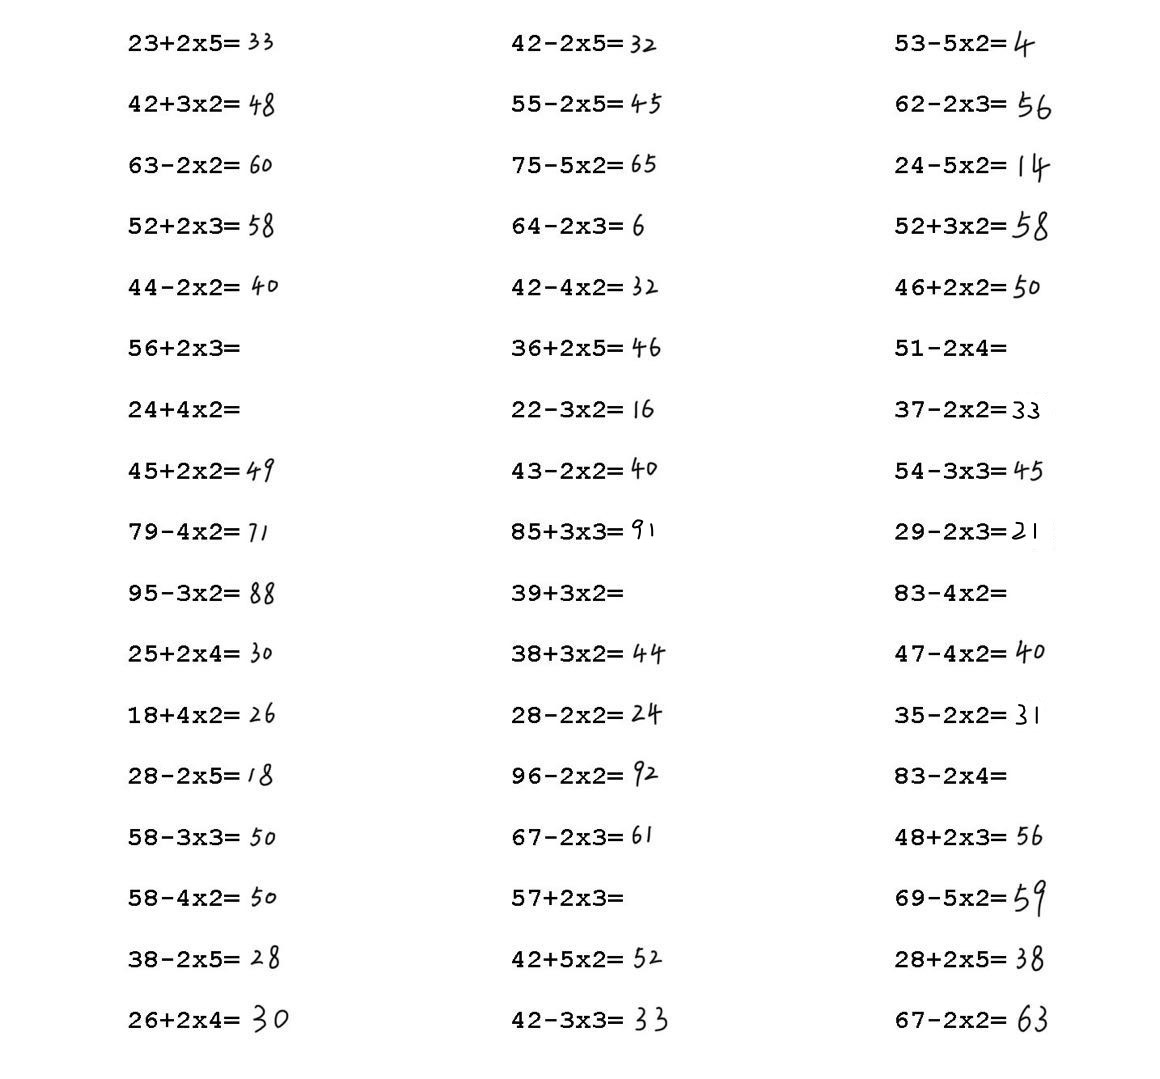 23+2x5= 33 42-2x5= 32 53-5x2= 4
42+3x2= 48 55-2x5= 45 62-2x3= 56
63-2x2= 60 75-5x2= 65 24-5x2= 14
52+2x3= 58 64-2x3= 6 52+3x2= 58
44-2x2= 40 42-4x2= 32 46+2x2= 50
56+2x3= 36+2x5= 46 51-2x4=
24+4x2= 22-3x2= 16 37-2x2= 33
45+2x2= 49 43-2x2= 40 54-3x3= 45
79-4x2= 71 85+3x3= 91 29-2x3= 21
95-3x2= 88 39+3x2= 83-4x2=
25+2x4= 30 38+3x2= 44 47-4x2= 40
18+4x2= 26 28-2x2= 24 35-2x2= 31
28-2x5= 18 96-2x2= 92 83-2x4=
58-3x3= 50 67-2x3= 61 48+2x3= 56
58-4x2= 50 57+2x3= 69-5x2= 59
38-2x5= 28 42+5x2= 52 28+2x5= 38
26+2x4= 30 42-3x3= 33 67-2x2= 63